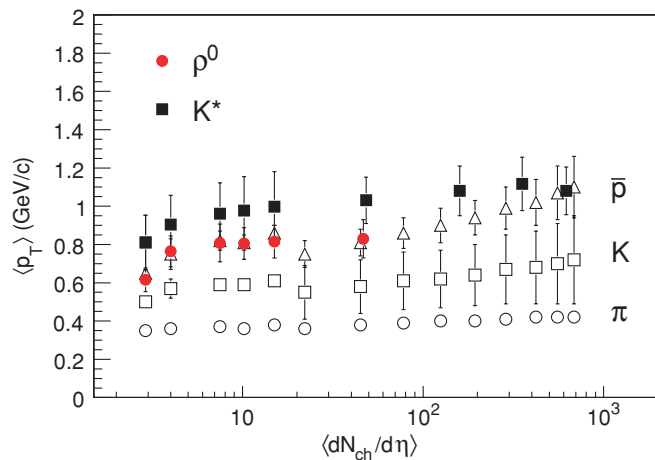 2
1.8
1.6
1.4
1.2
1
0.8
0.6
0.4
0.2
0
⟨p_T⟩ (GeV/c)
ρ⁰
K*
p̄
K
π
10 10² 10³
⟨dN_ch/dη⟩